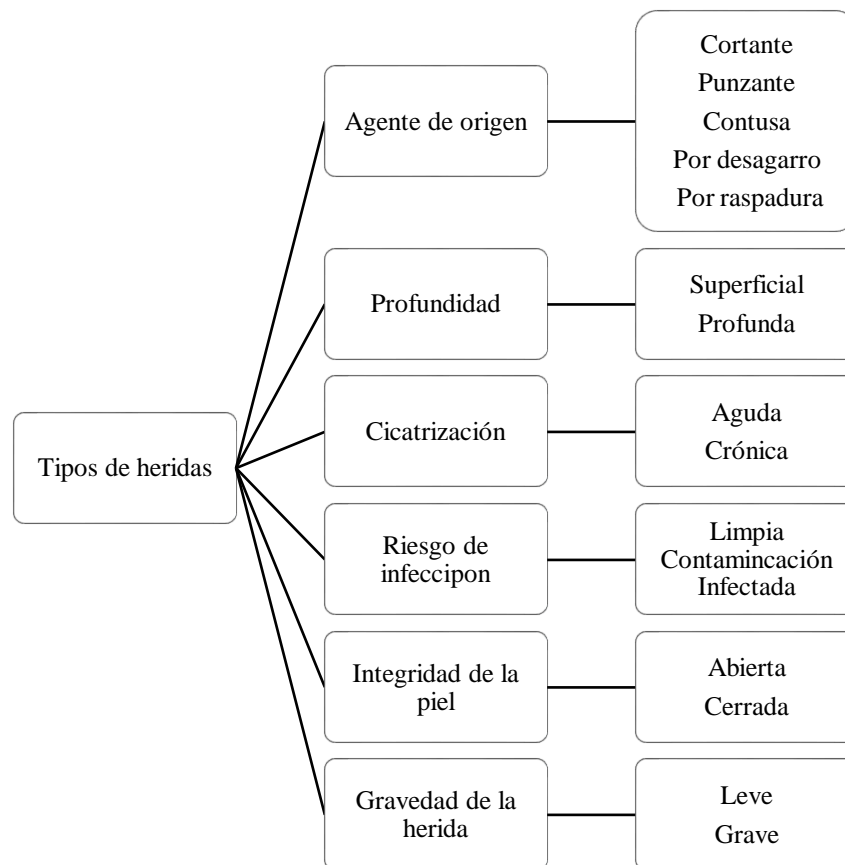 Tipos de heridas
Agente de origen
Cortante
Punzante
Contusa
Por desagarro
Por raspadura
Profundidad
Superficial
Profunda
Cicatrización
Aguda
Crónica
Riesgo de
infeccipon
Limpia
Contamincación
Infectada
Integridad de la
piel
Abierta
Cerrada
Gravedad de la
herida
Leve
Grave